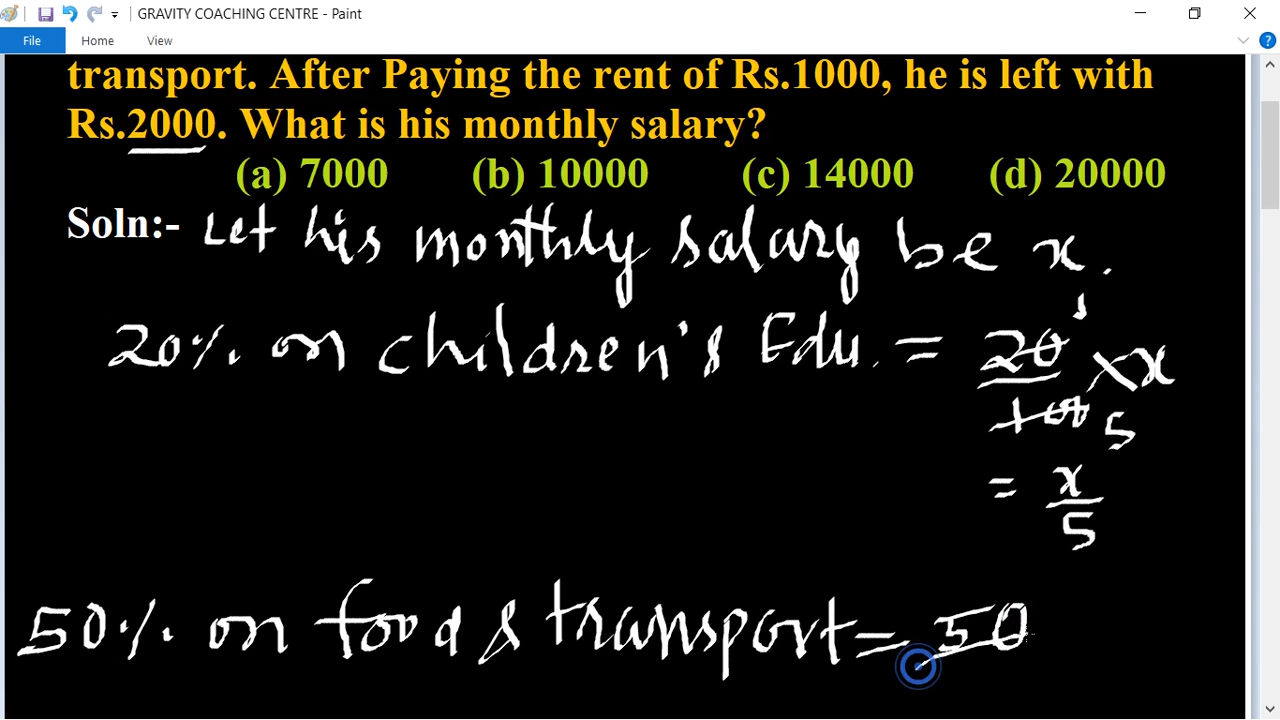 GRAVITY COACHING CENTRE - Paint
File Home View
transport. After Paying the rent of Rs.1000, he is left with
Rs.2000. What is his monthly salary?
(a) 7000 (b) 10000 (c) 14000 (d) 20000
Soln:- Let his monthly salary be x.
20% on children's Edu. = 20/100 × x
1
5
= x/5
50% on food & transport = 50